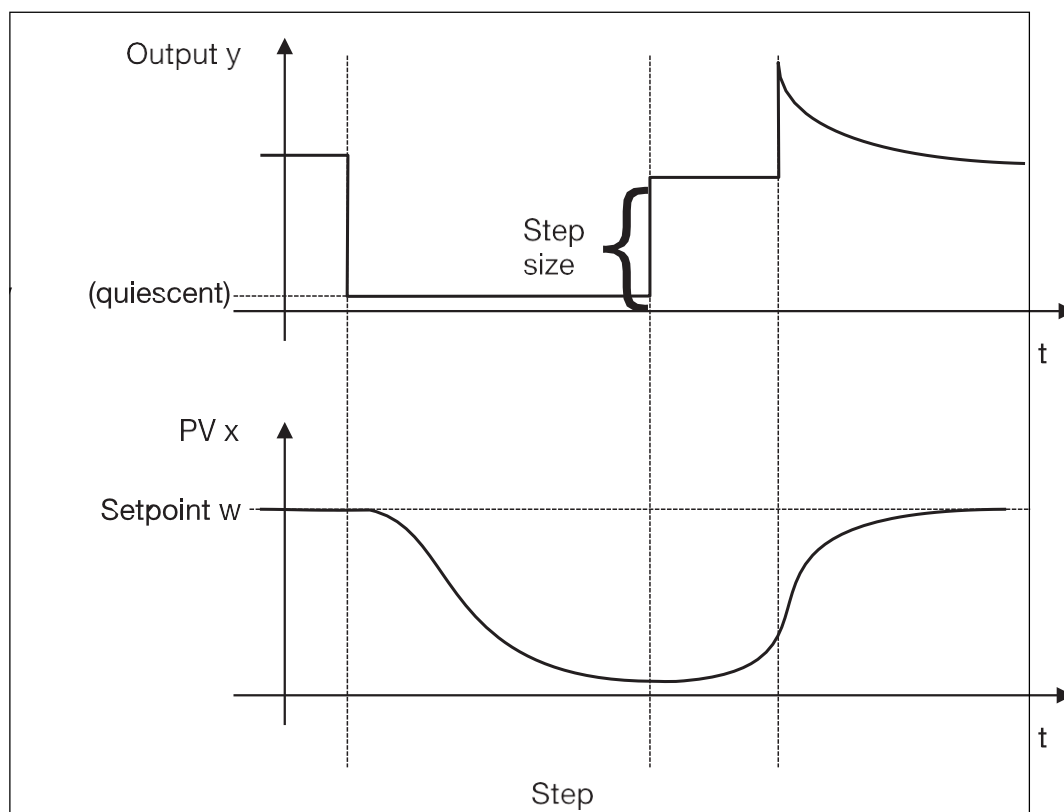 Output y
Step
size
(quiescent)
t
PV x
Setpoint w
t
Step